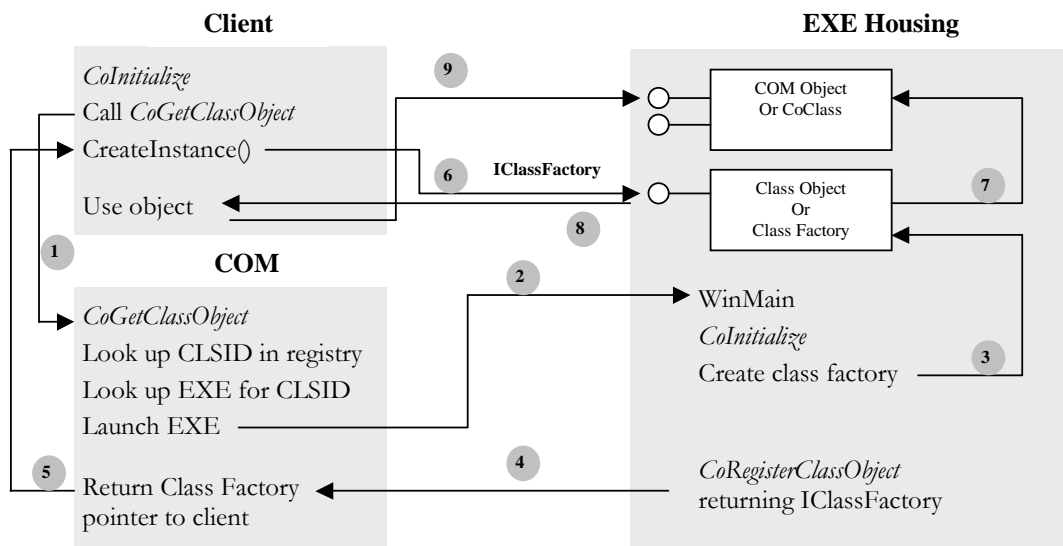 Client
EXE Housing
CoInitialize
Call CoGetClassObject
CreateInstance()
Use object
9
6
IClassFactory
8
COM Object
Or CoClass
Class Object
Or
Class Factory
7
1
COM
CoGetClassObject
Look up CLSID in registry
Look up EXE for CLSID
Launch EXE
2
WinMain
CoInitialize
Create class factory
3
5
Return Class Factory
pointer to client
4
CoRegisterClassObject
returning IClassFactory